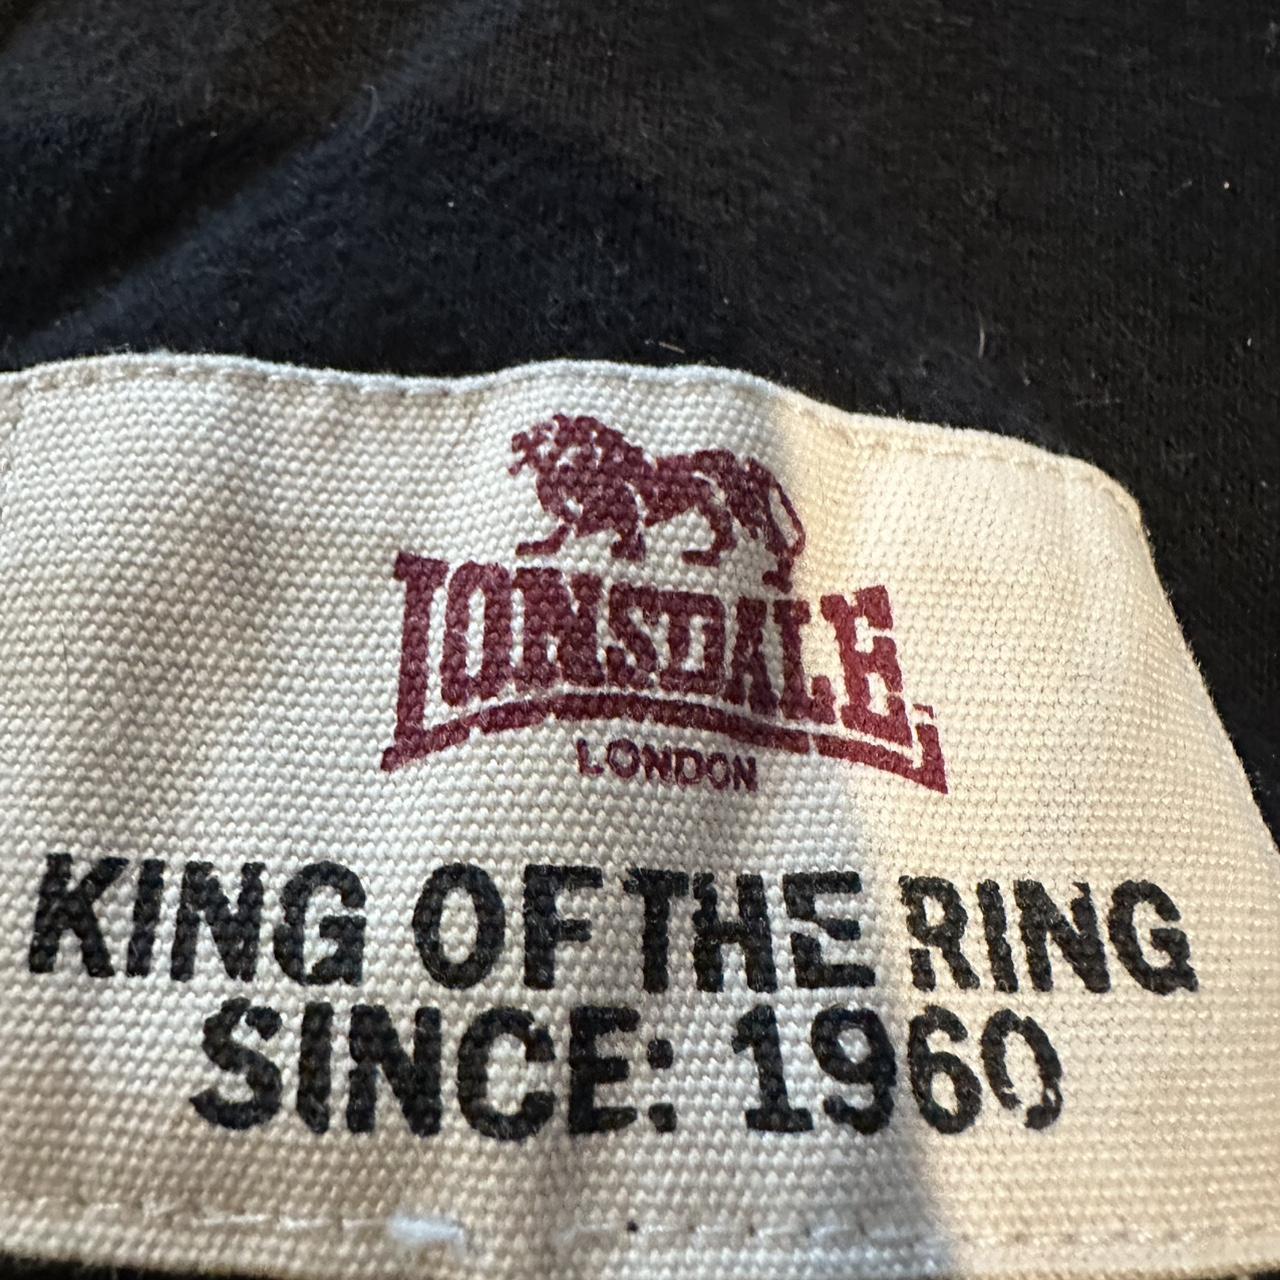 LONSDALE
LONDON
KING OF THE RING
SINCE: 1960